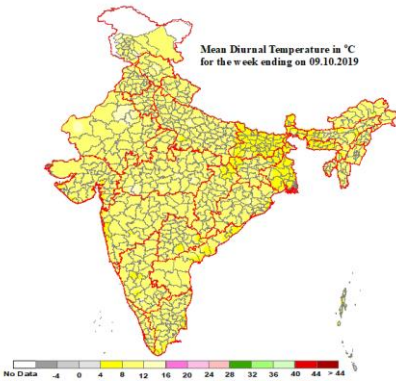 Mean Diurnal Temperature in °C
for the week ending on 09.10.2019
No Data -4 0 4 8 12 16 20 24 28 32 36 40 44 > 44